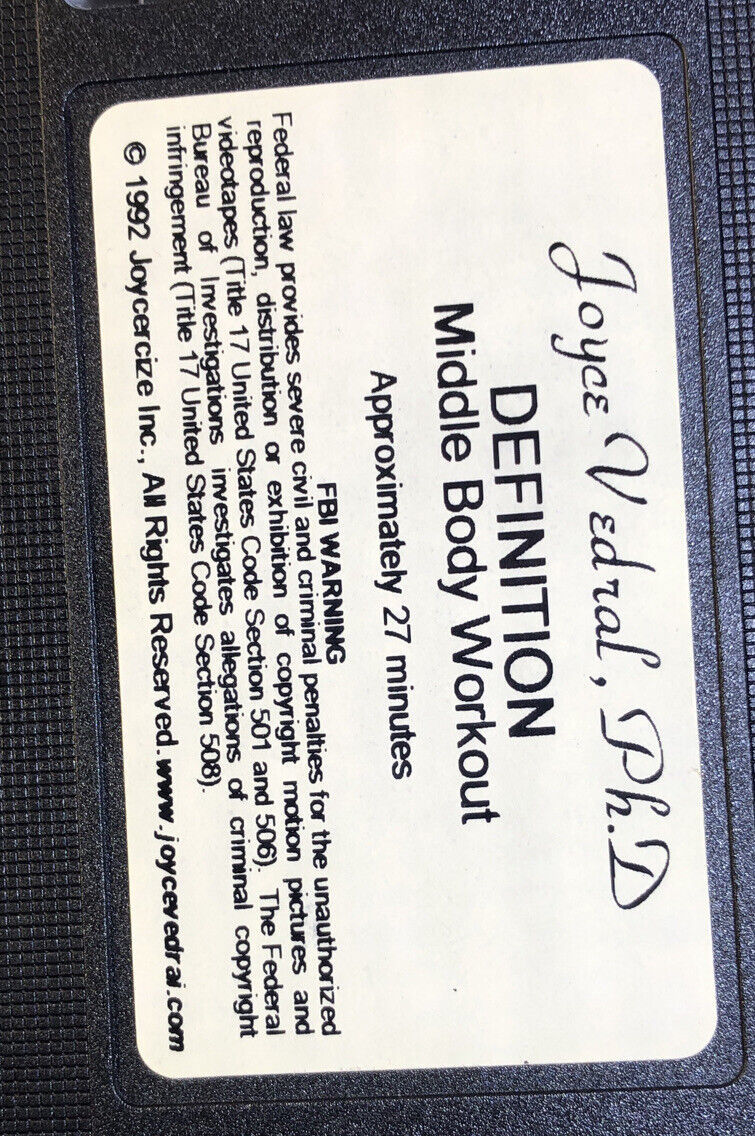 Joyce Vedral, Ph.D
DEFINITION
Middle Body Workout
Approximately 27 minutes
FBI WARNING
Federal law provides severe civil and criminal penalties for the unauthorized
reproduction, distribution or exhibition of copyright motion pictures and
videotapes (Title 17 United States Code Section 501 and 506). The Federal
Bureau of Investigations investigates allegations of criminal copyright
infringement (Title 17 United States Code Section 508).
© 1992 Joycercize Inc., All Rights Reserved. www.joycevedral.com